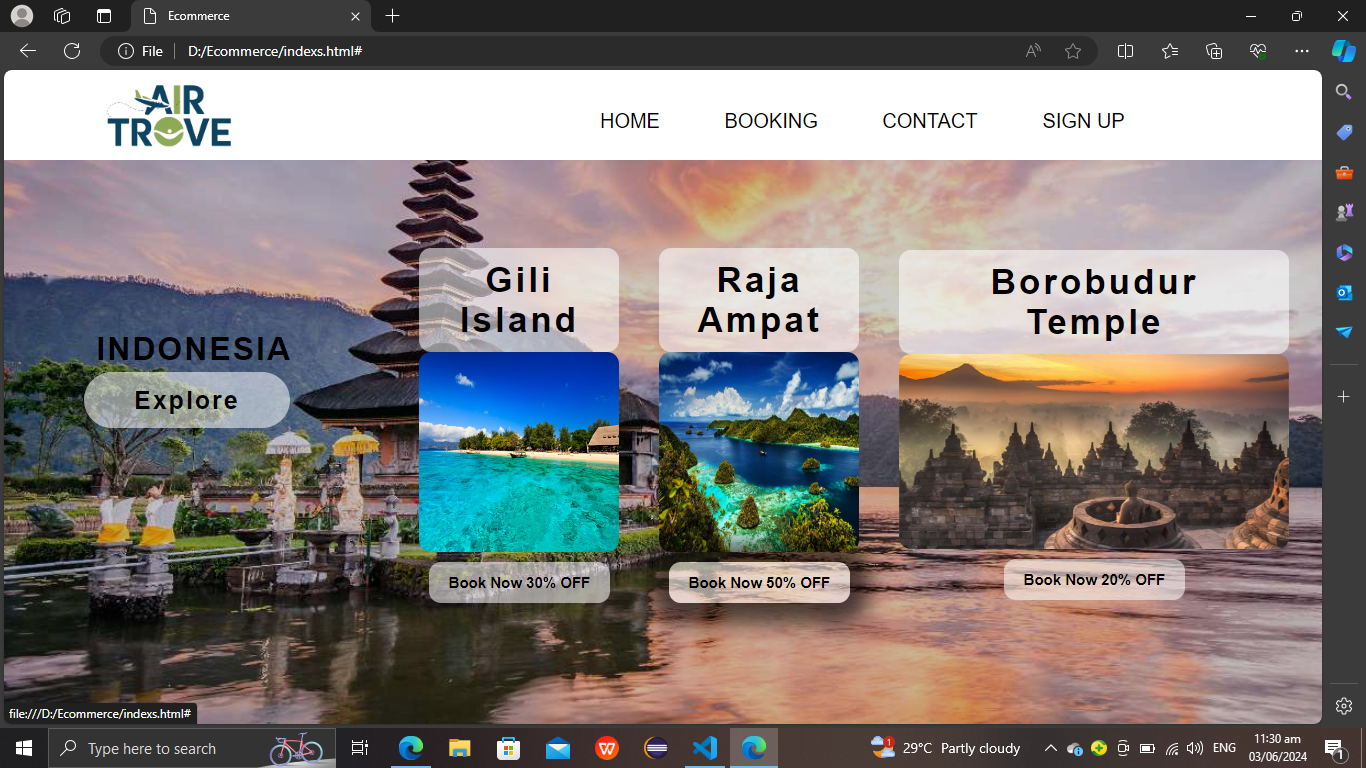 Ecommerce
File
D:/Ecommerce/indexs.html#
AIR
TROVE
HOME BOOKING CONTACT SIGN UP
Gili
Island
Raja
Ampat
Borobudur
Temple
INDONESIA
Explore
Book Now 30% OFF
Book Now 50% OFF
Book Now 20% OFF
file:///D:/Ecommerce/indexs.html#
Type here to search
1
29°C Partly cloudy
ENG
11:30 am
03/06/2024
1